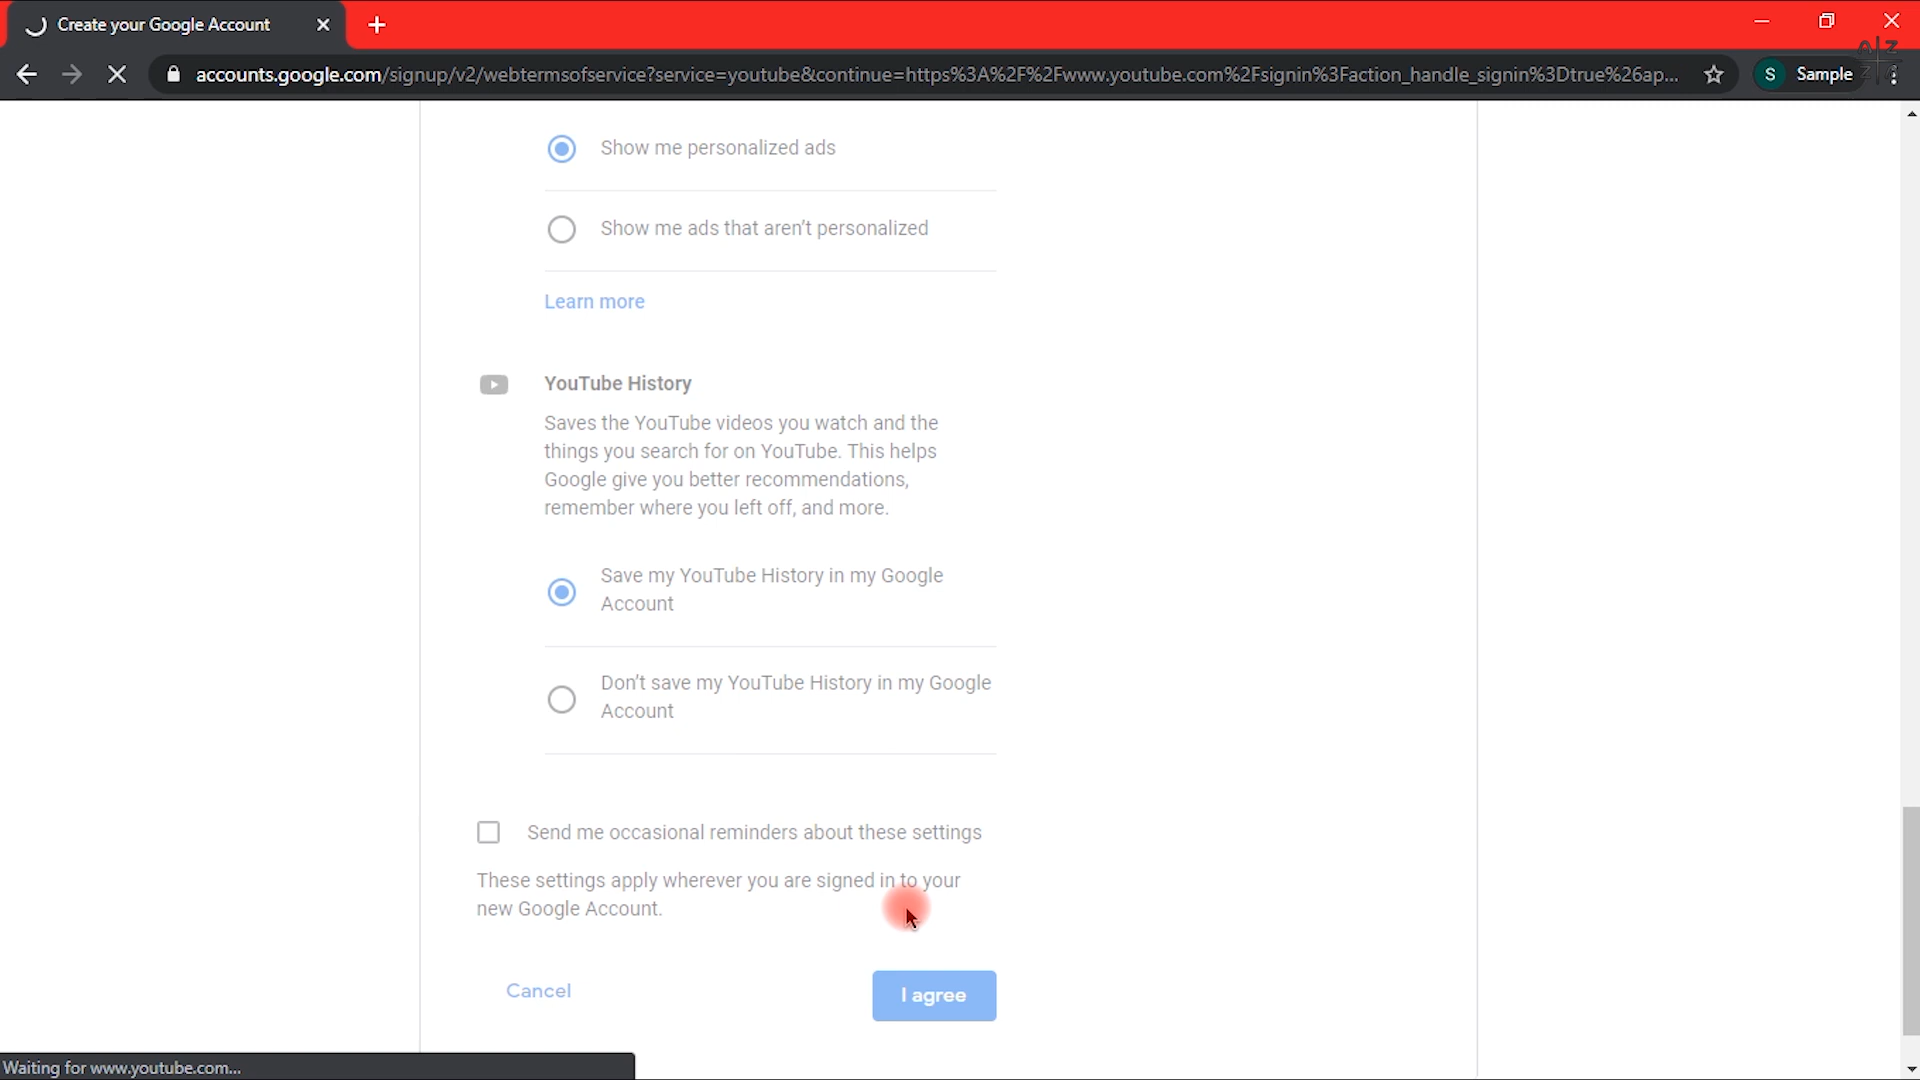 Create your Google Account
accounts.google.com/signup/v2/webtermsofservice?service=youtube&continue=https%3A%2F%2Fwww.youtube.com%2Fsignin%3Faction_handle_signin%3Dtrue%26ap...
S Sample
Show me personalized ads
Show me ads that aren't personalized
Learn more
YouTube History
Saves the YouTube videos you watch and the
things you search for on YouTube. This helps
Google give you better recommendations,
remember where you left off, and more.
Save my YouTube History in my Google
Account
Don't save my YouTube History in my Google
Account
Send me occasional reminders about these settings
These settings apply wherever you are signed in to your
new Google Account.
Cancel
I agree
Waiting for www.youtube.com...